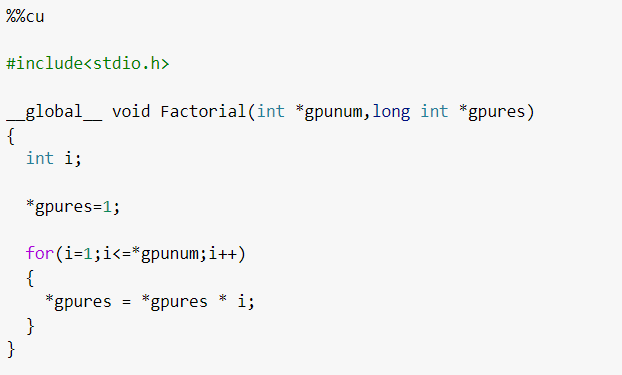 %%cu
#include<stdio.h>
__global__ void Factorial(int *gpunum,long int *gpures)
{
int i;
*gpures=1;
for(i=1;i<=*gpunum;i++)
{
*gpures = *gpures * i;
}
}